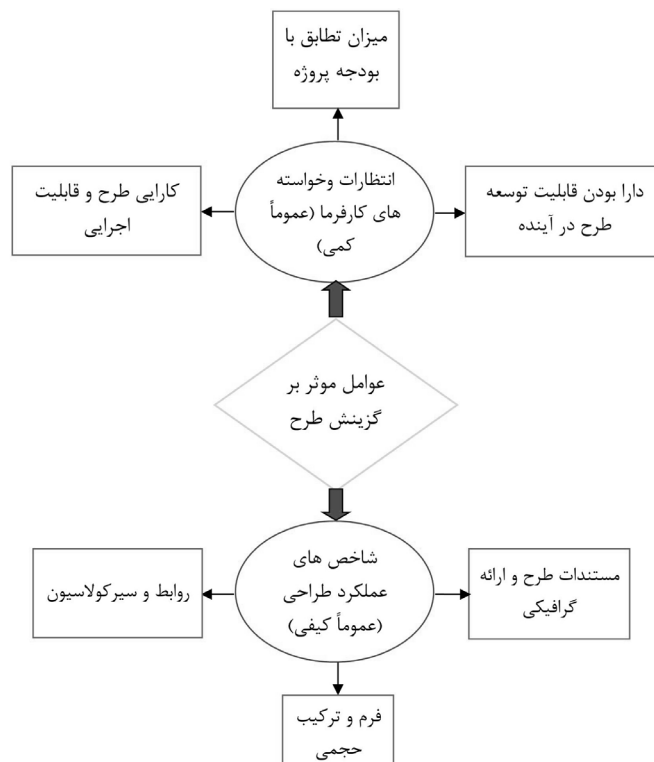 میزان تطابق با
بودجه پروژه
دارا بودن قابلیت توسعه
طرح در آینده
انتظارات وخواسته
های کارفرما (عموماً
کمی)
کارایی طرح و قابلیت
اجرایی
عوامل موثر بر
گزینش طرح
مستندات طرح و ارائه
گرافیکی
شاخص های
عملکرد طراحی
(عموماً کیفی)
روابط و سیرکولاسیون
فرم و ترکیب
حجمی